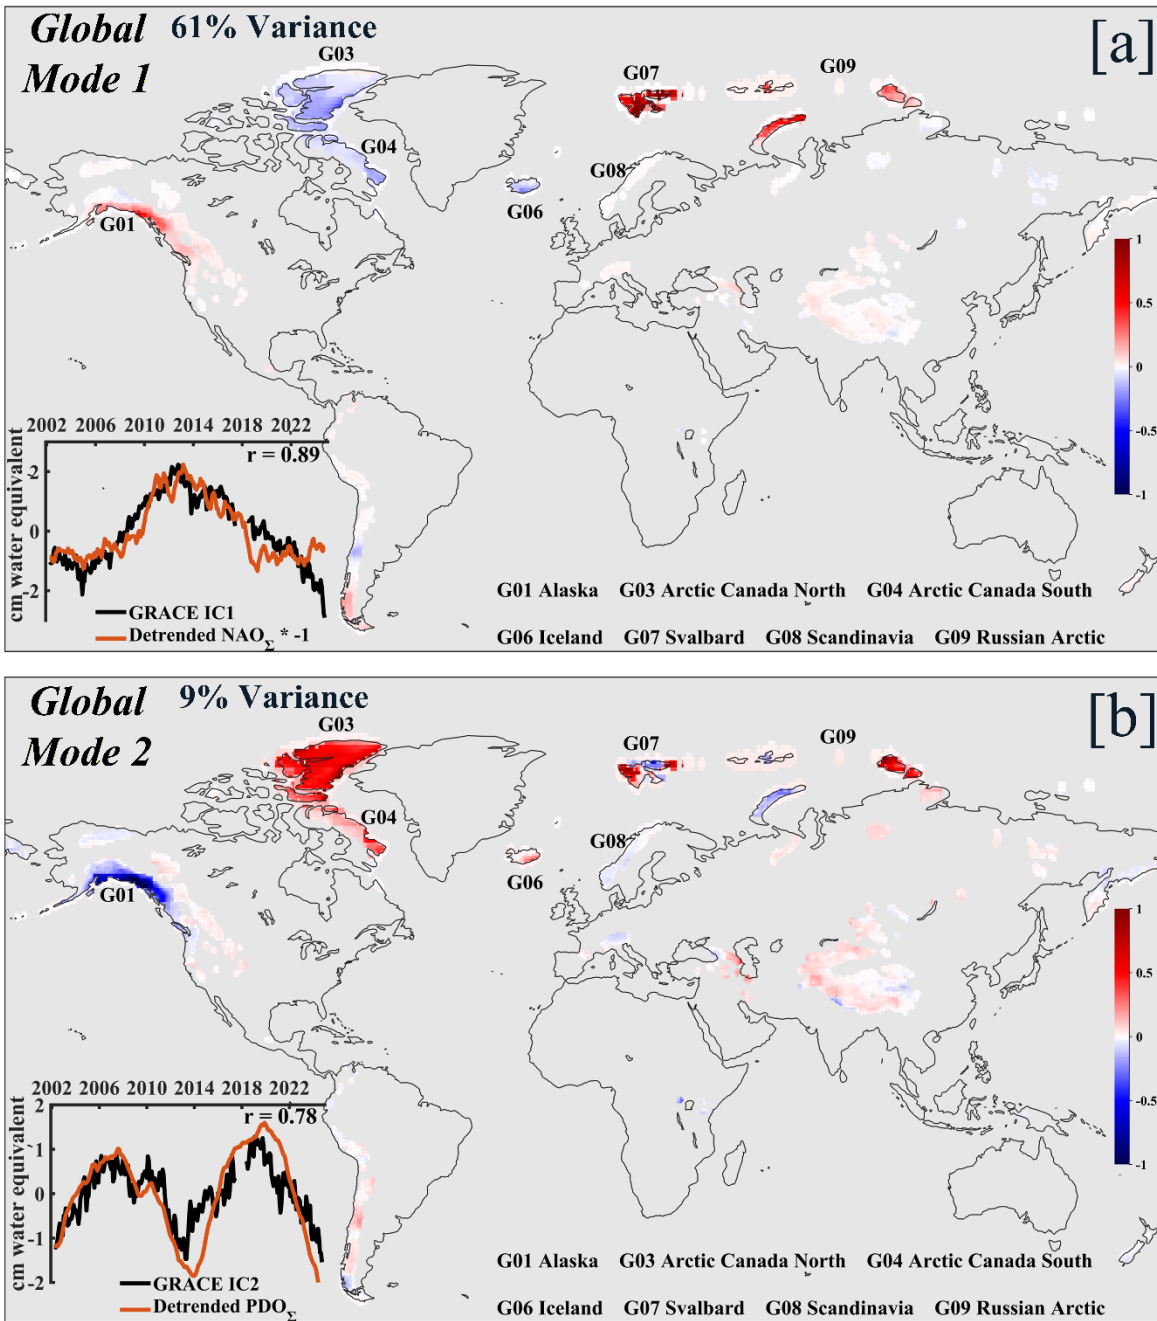 Global 61% Variance
Mode 1
[a]
G03
G07
G09
G04
G08
G06
G01
1
0.5
0
-0.5
-1
2002 2006 2010 2014 2018 2022
r = 0.89
cm water equivalent
2
0
-2
GRACE IC1
Detrended NAOΣ * -1
G01 Alaska G03 Arctic Canada North G04 Arctic Canada South
G06 Iceland G07 Svalbard G08 Scandinavia G09 Russian Arctic
Global 9% Variance
Mode 2
[b]
G03
G07
G09
G04
G08
G06
G01
1
0.5
0
-0.5
-1
2002 2006 2010 2014 2018 2022
r = 0.78
cm water equivalent
2
1
0
-1
-2
GRACE IC2
Detrended PDOΣ
G01 Alaska G03 Arctic Canada North G04 Arctic Canada South
G06 Iceland G07 Svalbard G08 Scandinavia G09 Russian Arctic